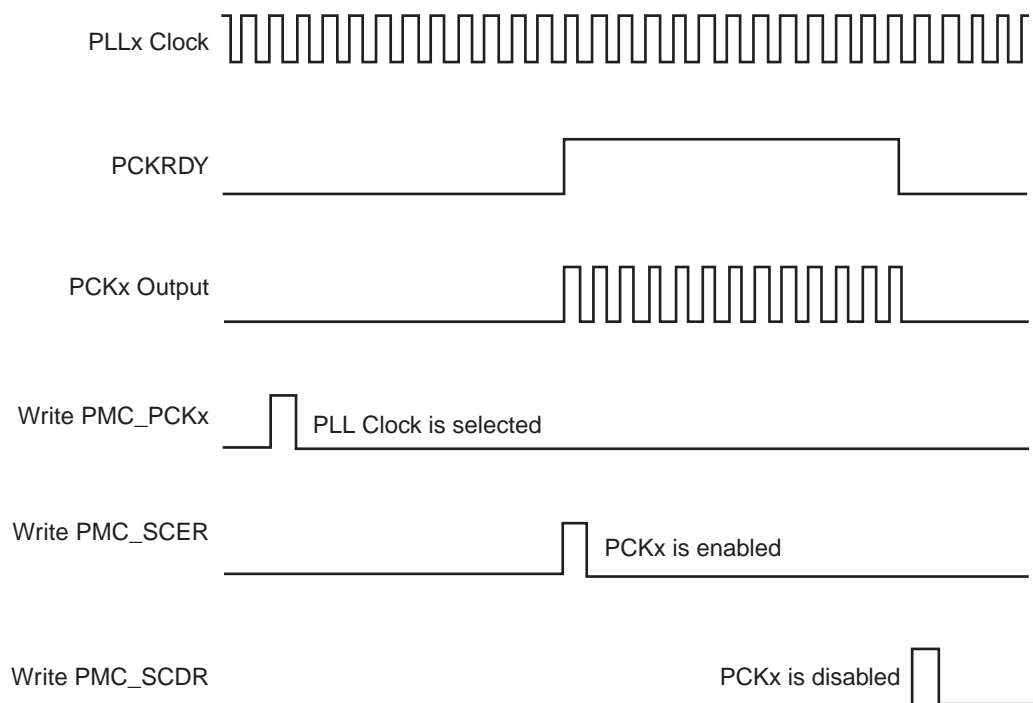 PLLx Clock
PCKRDY
PCKx Output
Write PMC_PCKx
PLL Clock is selected
Write PMC_SCER
PCKx is enabled
Write PMC_SCDR
PCKx is disabled